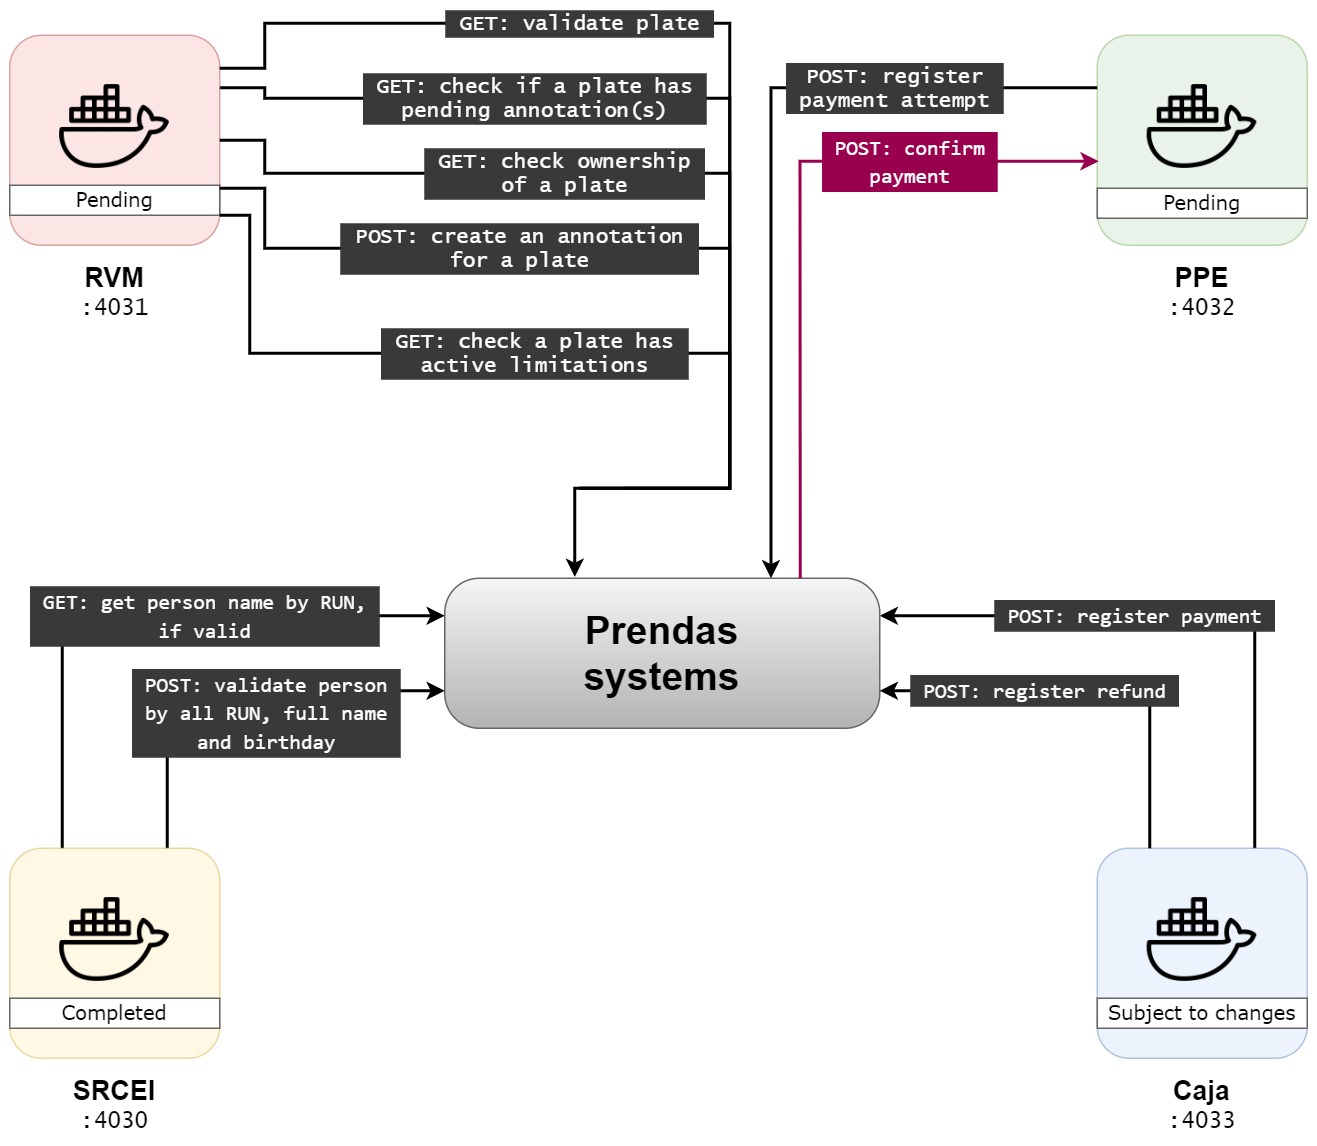 GET: validate plate
GET: check if a plate has
pending annotation(s)
GET: check ownership
of a plate
POST: create an annotation
for a plate
GET: check a plate has
active limitations
Pending
RVM
:4031
POST: register
payment attempt
POST: confirm
payment
Pending
PPE
:4032
GET: get person name by RUN,
if valid
POST: validate person
by all RUN, full name
and birthday
Prendas
systems
POST: register payment
POST: register refund
Completed
SRCEI
:4030
Subject to changes
Caja
:4033